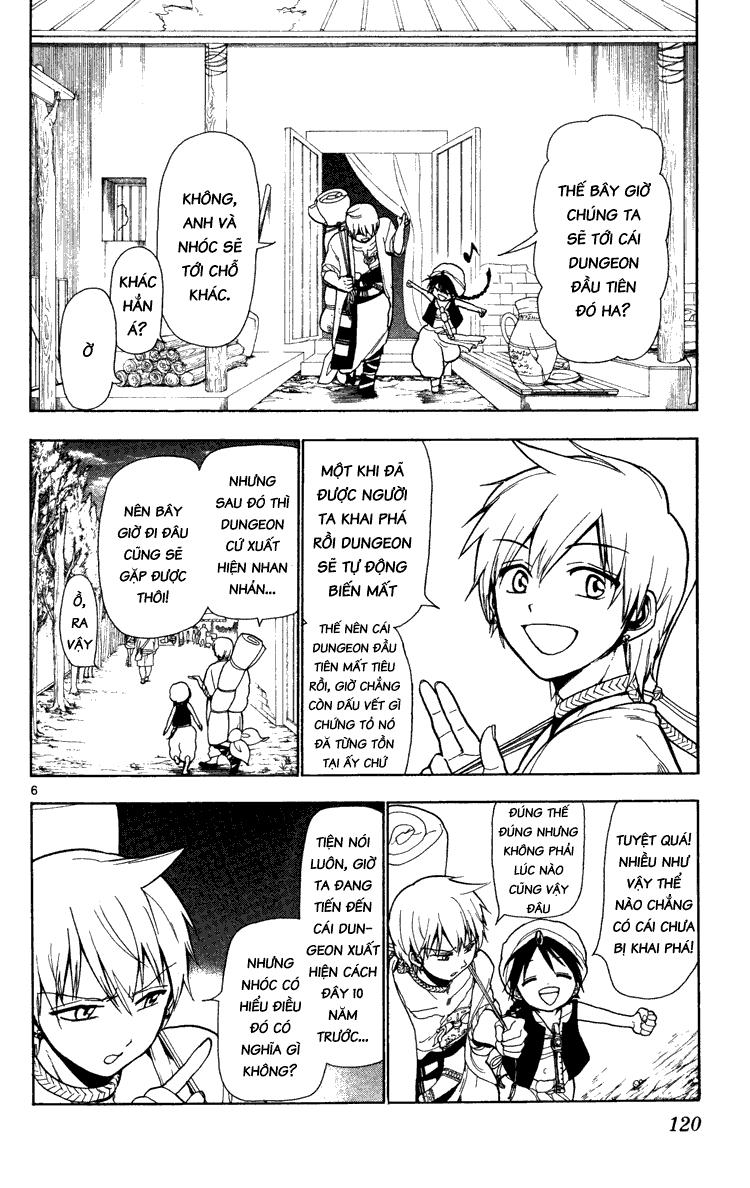 THẾ BÂY GIỜ
CHÚNG TA
SẼ TỚI CÁI
DUNGEON
ĐẦU TIÊN
ĐÓ HA?
KHÔNG,
ANH VÀ
NHÓC SẼ
TỚI CHỖ
KHÁC.
KHÁC
HẲN
Á?
Ờ
MỘT KHI ĐÃ
ĐƯỢC NGƯỜI
TA KHAI PHÁ
RỒI DUNGEON
SẼ TỰ ĐỘNG
BIẾN MẤT
THẾ NÊN CÁI
DUNGEON ĐẦU
TIÊN MẤT TIÊU
RỒI, GIỜ CHẲNG
CÒN DẤU VẾT GÌ
CHỨNG TỎ NÓ
ĐÃ TỪNG TỒN
TẠI ẤY CHỨ
NHƯNG
SAU ĐÓ THÌ
DUNGEON
CỨ XUẤT
HIỆN NHAN
NHẢN...
NÊN BÂY
GIỜ ĐI ĐÂU
CŨNG SẼ
GẶP ĐƯỢC
THÔI!
Ồ,
RA
VẬY
6
TUYỆT QUÁ!
NHIỀU NHƯ
VẬY THỂ
NÀO CHẲNG
CÓ CÁI CHƯA
BỊ KHAI PHÁ!
ĐÚNG THẾ
ĐÚNG NHƯNG
KHÔNG PHẢI
LÚC NÀO
CŨNG VẬY
ĐÂU
TIỆN NÓI
LUÔN, GIỜ
TA ĐANG
TIẾN ĐẾN
CÁI DUN-
GEON XUẤT
HIỆN CÁCH
ĐÂY 10
NĂM
TRƯỚC...
NHƯNG
NHÓC CÓ
HIỂU ĐIỀU
ĐÓ CÓ
NGHĨA GÌ
KHÔNG?
120